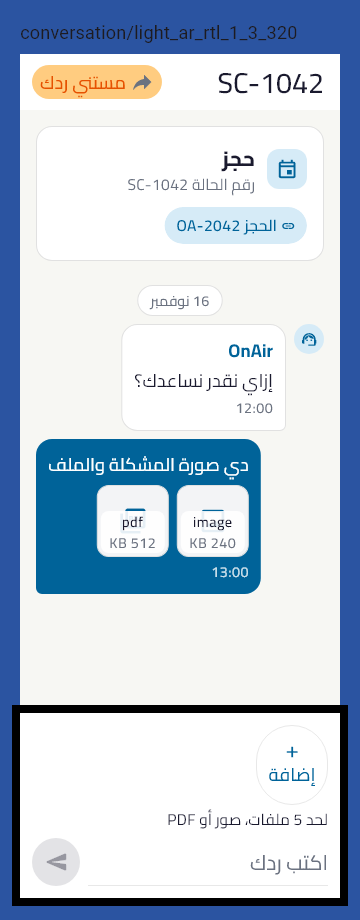 conversation/light_ar_rtl_1_3_320
SC-1042
مستني ردك
حجز
رقم الحالة SC-1042
الحجز OA-2042
16 نوفمبر
OnAir
إزاي نقدر نساعدك؟
12:00
دي صورة المشكلة والملف
image
240 KB
pdf
512 KB
13:00
+
إضافة
لحد 5 ملفات، صور أو PDF
اكتب ردك